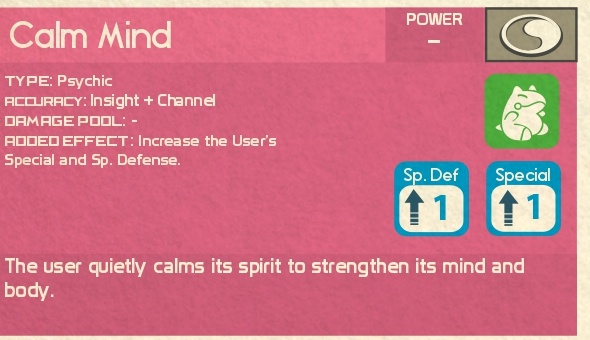 Calm Mind
POWER
–
TYPE: Psychic
ACCURACY: Insight + Channel
DAMAGE POOL: -
ADDED EFFECT: Increase the User's
Special and Sp. Defense.
Sp. Def
1
Special
1
The user quietly calms its spirit to strengthen its mind and
body.